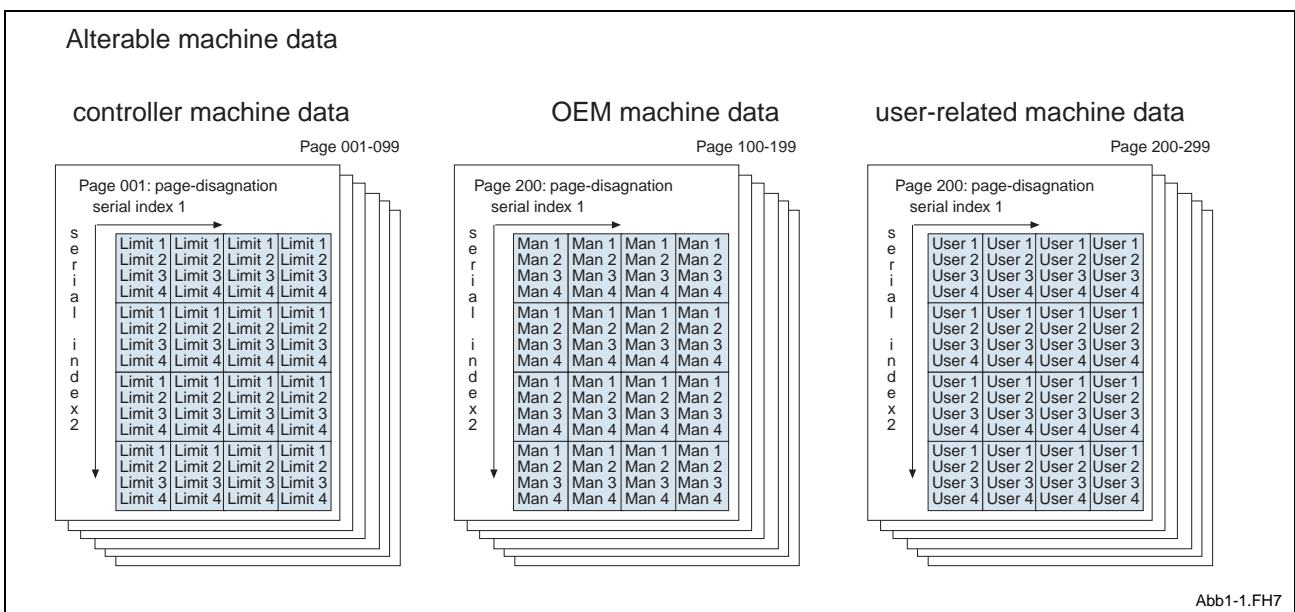 Alterable machine data
controller machine data
Page 001-099
Page 001: page-disagnation
serial index 1
serial index2
Limit 1 Limit 1 Limit 1 Limit 1
Limit 2 Limit 2 Limit 2 Limit 2
Limit 3 Limit 3 Limit 3 Limit 3
Limit 4 Limit 4 Limit 4 Limit 4
Limit 1 Limit 1 Limit 1 Limit 1
Limit 2 Limit 2 Limit 2 Limit 2
Limit 3 Limit 3 Limit 3 Limit 3
Limit 4 Limit 4 Limit 4 Limit 4
Limit 1 Limit 1 Limit 1 Limit 1
Limit 2 Limit 2 Limit 2 Limit 2
Limit 3 Limit 3 Limit 3 Limit 3
Limit 4 Limit 4 Limit 4 Limit 4
Limit 1 Limit 1 Limit 1 Limit 1
Limit 2 Limit 2 Limit 2 Limit 2
Limit 3 Limit 3 Limit 3 Limit 3
Limit 4 Limit 4 Limit 4 Limit 4
OEM machine data
Page 100-199
Page 200: page-disagnation
serial index 1
serial index2
Man 1 Man 1 Man 1 Man 1
Man 2 Man 2 Man 2 Man 2
Man 3 Man 3 Man 3 Man 3
Man 4 Man 4 Man 4 Man 4
Man 1 Man 1 Man 1 Man 1
Man 2 Man 2 Man 2 Man 2
Man 3 Man 3 Man 3 Man 3
Man 4 Man 4 Man 4 Man 4
Man 1 Man 1 Man 1 Man 1
Man 2 Man 2 Man 2 Man 2
Man 3 Man 3 Man 3 Man 3
Man 4 Man 4 Man 4 Man 4
Man 1 Man 1 Man 1 Man 1
Man 2 Man 2 Man 2 Man 2
Man 3 Man 3 Man 3 Man 3
Man 4 Man 4 Man 4 Man 4
user-related machine data
Page 200-299
Page 200: page-disagnation
serial index 1
serial index2
User 1 User 1 User 1 User 1
User 2 User 2 User 2 User 2
User 3 User 3 User 3 User 3
User 4 User 4 User 4 User 4
User 1 User 1 User 1 User 1
User 2 User 2 User 2 User 2
User 3 User 3 User 3 User 3
User 4 User 4 User 4 User 4
User 1 User 1 User 1 User 1
User 2 User 2 User 2 User 2
User 3 User 3 User 3 User 3
User 4 User 4 User 4 User 4
User 1 User 1 User 1 User 1
User 2 User 2 User 2 User 2
User 3 User 3 User 3 User 3
User 4 User 4 User 4 User 4
Abb1-1.FH7